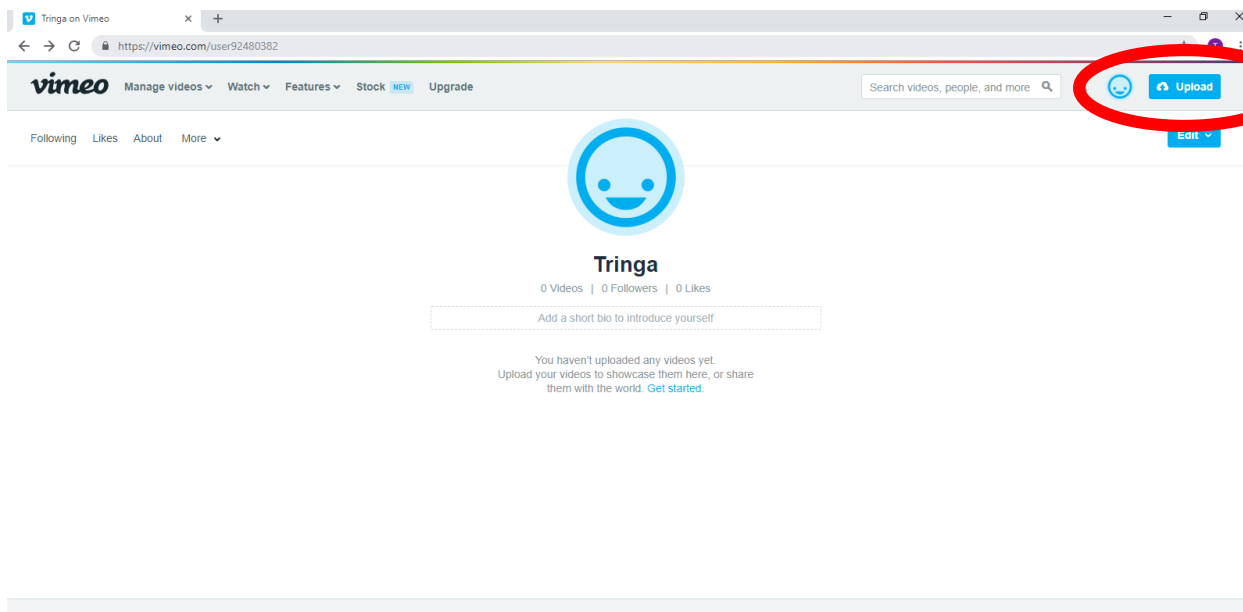 Tringa on Vimeo
https://vimeo.com/user92480382
vimeo Manage videos Watch Features Stock NEW Upgrade Search videos, people, and more Upload
Following Likes About More Edit
Tringa
0 Videos | 0 Followers | 0 Likes
Add a short bio to introduce yourself
You haven't uploaded any videos yet.
Upload your videos to showcase them here, or share
them with the world. Get started.